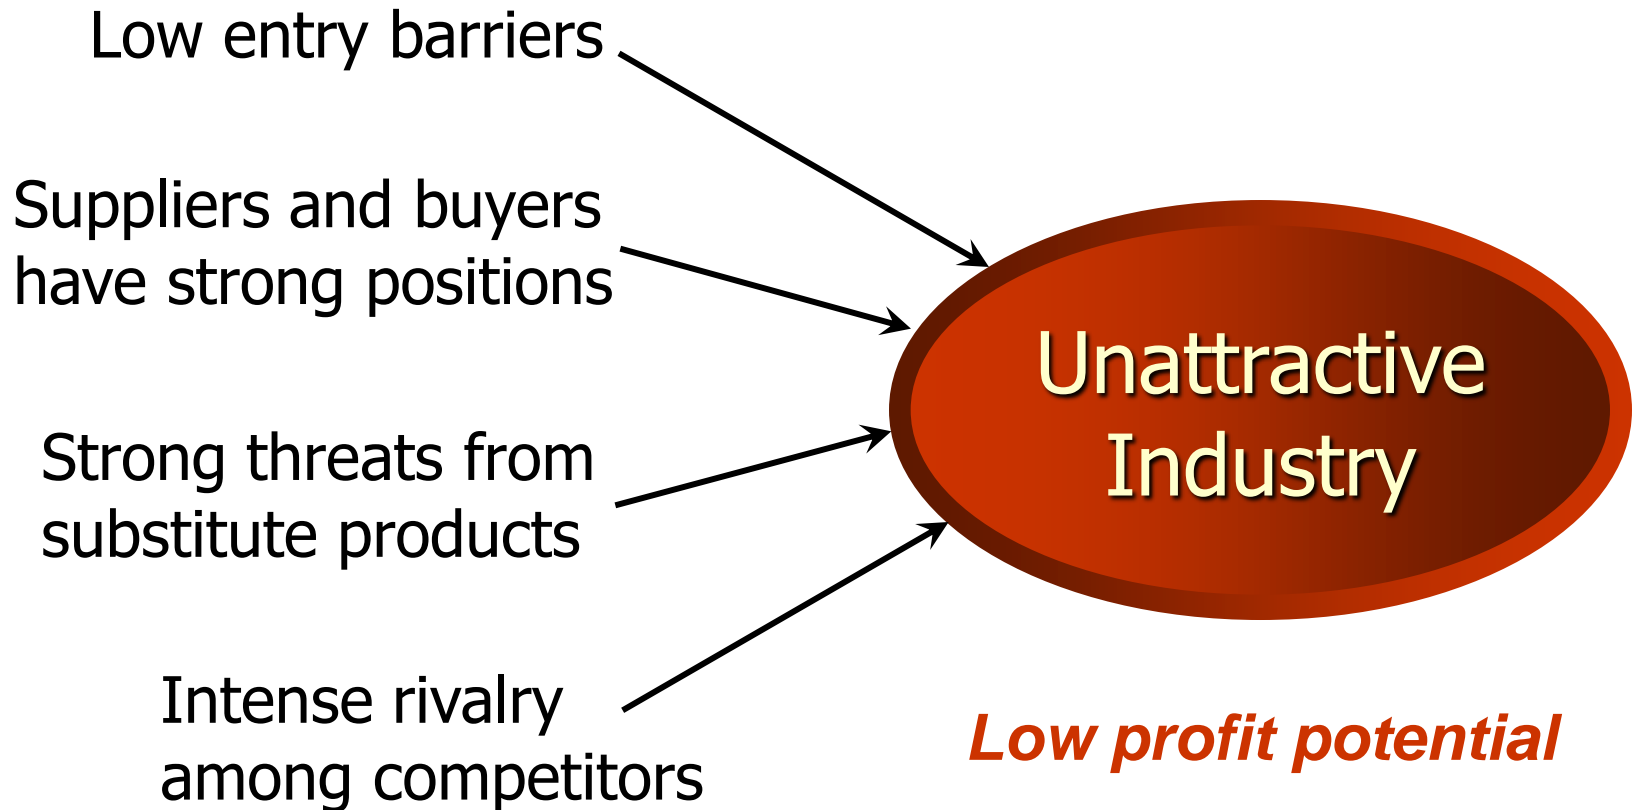 Low entry barriers
Suppliers and buyers
have strong positions
Strong threats from
substitute products
Intense rivalry
among competitors
Unattractive
Industry
Low profit potential